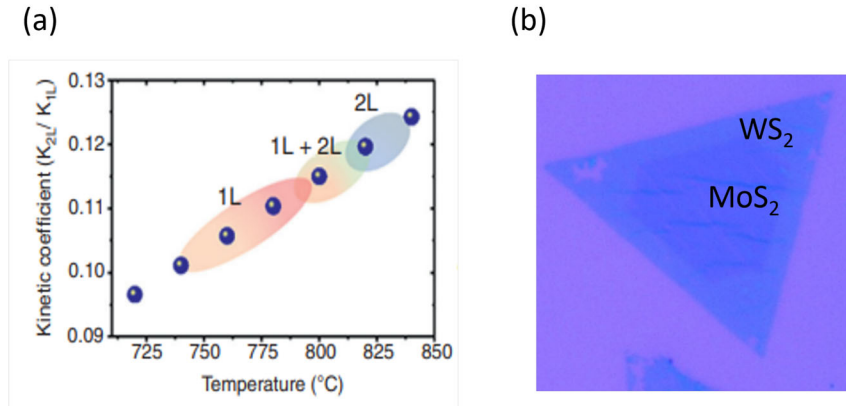 (a)
(b)
Kinetic coefficient (K2L/ K1L)
0.13
0.12
0.11
0.10
0.09
1L
1L + 2L
2L
725
750
775
800
825
850
Temperature (°C)
WS2
MoS2